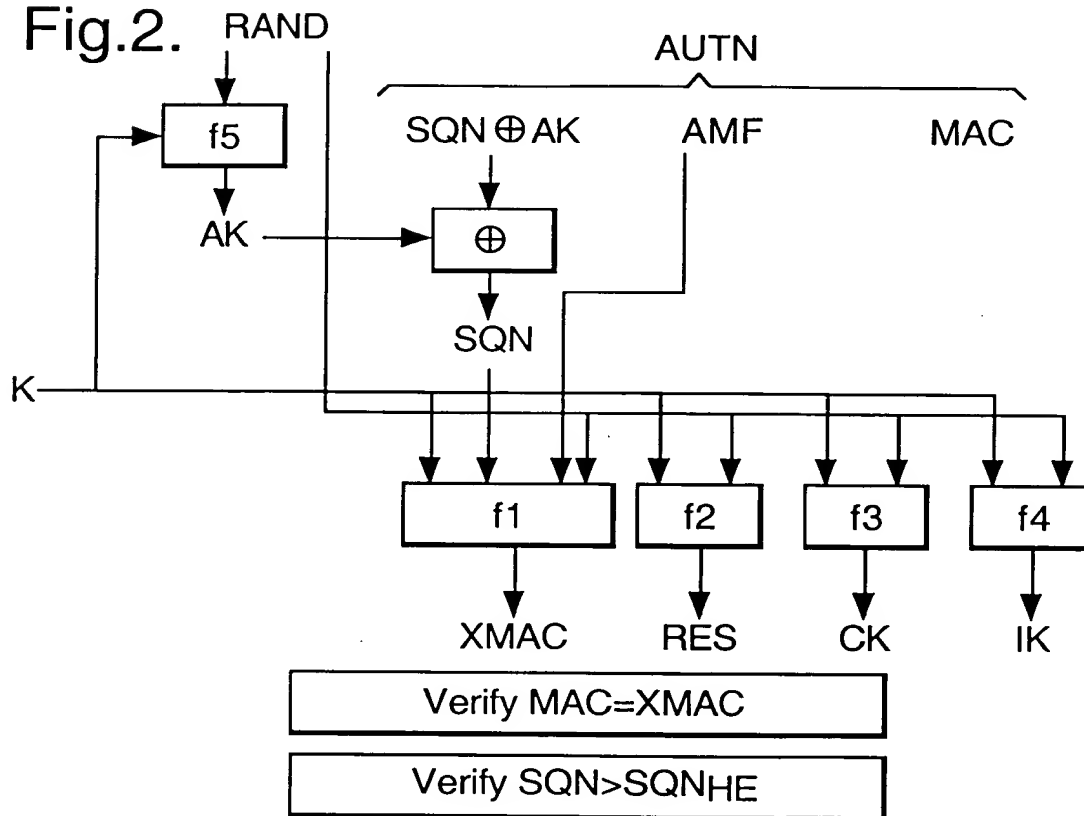 Fig.2.
RAND
AUTN
f5
SQN ⊕ AK
AMF
MAC
AK
⊕
SQN
K
f1
f2
f3
f4
XMAC
RES
CK
IK
Verify MAC=XMAC
Verify SQN>SQNHE